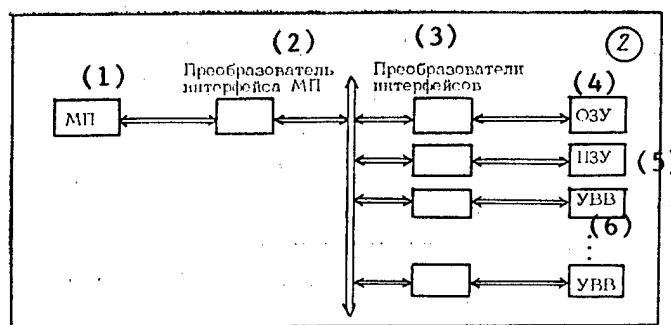 (2) (3) 2
(1) Преобразователь Преобразователи (4)
интерфейса МП интерфейсов
МП ОЗУ
ПЗУ (5)
УВВ
(6)
УВВ